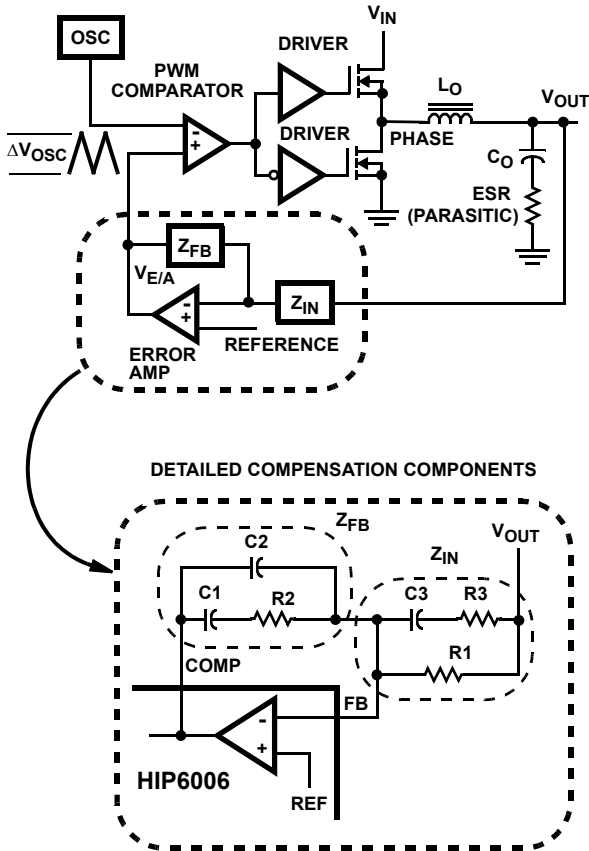 V_IN
OSC
DRIVER
PWM
COMPARATOR
L_O
V_OUT
-
+
DRIVER
PHASE
ΔV_OSC
C_O
ESR
(PARASITIC)
Z_FB
V_E/A
-
+
Z_IN
REFERENCE
ERROR
AMP
DETAILED COMPENSATION COMPONENTS
Z_FB
V_OUT
C2
Z_IN
C1
R2
C3
R3
R1
COMP
FB
-
+
HIP6006
REF